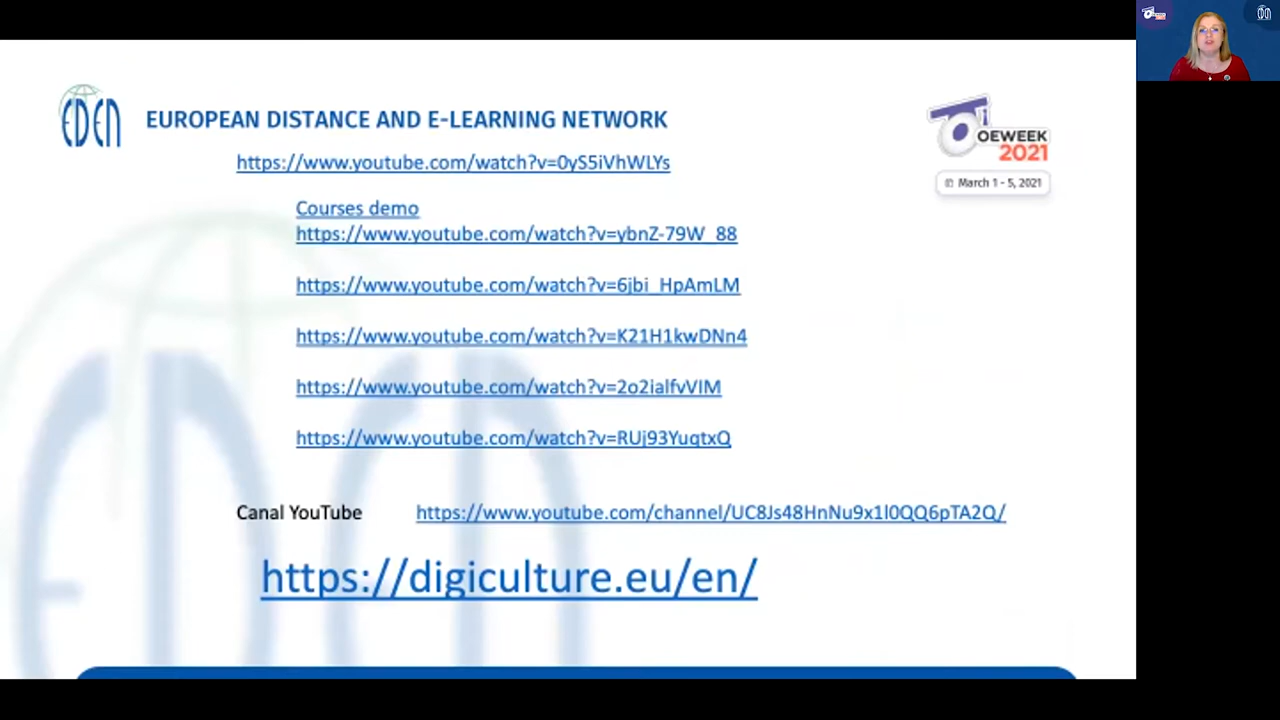 EDEN
EUROPEAN DISTANCE AND E-LEARNING NETWORK
OEWEEK
2021
March 1 - 5, 2021
https://www.youtube.com/watch?v=0yS5iVhWLYs
Courses demo
https://www.youtube.com/watch?v=ybnZ-79W_88
https://www.youtube.com/watch?v=6jbi_HpAmLM
https://www.youtube.com/watch?v=K21H1kwDNn4
https://www.youtube.com/watch?v=2o2ialfvVIM
https://www.youtube.com/watch?v=RUj93YuqtxQ
Canal YouTube https://www.youtube.com/channel/UC8Js48HnNu9x1l0QQ6pTA2Q/
https://digiculture.eu/en/